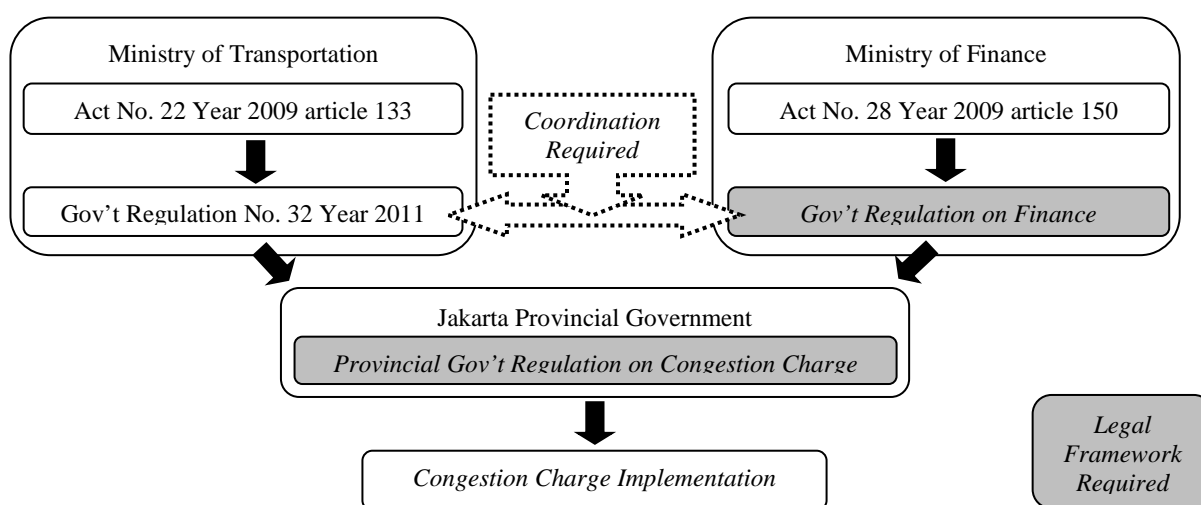 Ministry of Transportation
Act No. 22 Year 2009 article 133
Gov't Regulation No. 32 Year 2011
Coordination
Required
Ministry of Finance
Act No. 28 Year 2009 article 150
Gov't Regulation on Finance
Jakarta Provincial Government
Provincial Gov't Regulation on Congestion Charge
Congestion Charge Implementation
Legal
Framework
Required